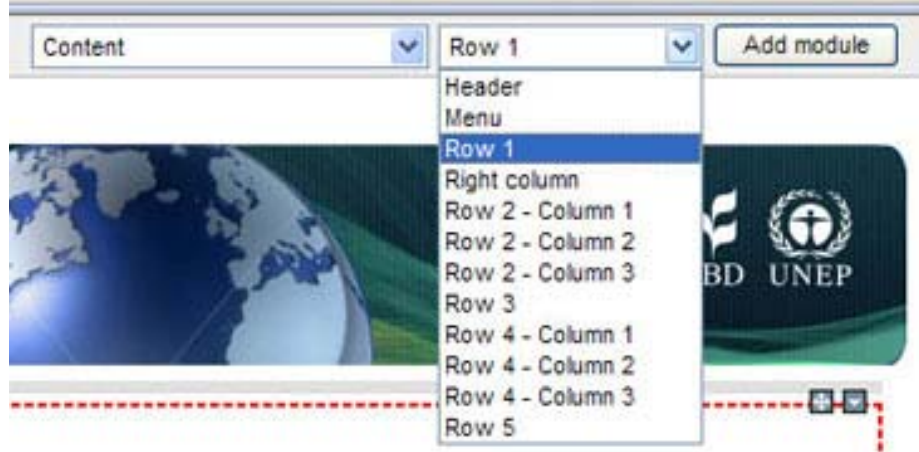 Content
Row 1
Add module
Header
Menu
Row 1
Right column
Row 2 - Column 1
Row 2 - Column 2
Row 2 - Column 3
Row 3
Row 4 - Column 1
Row 4 - Column 2
Row 4 - Column 3
Row 5
BD UNEP